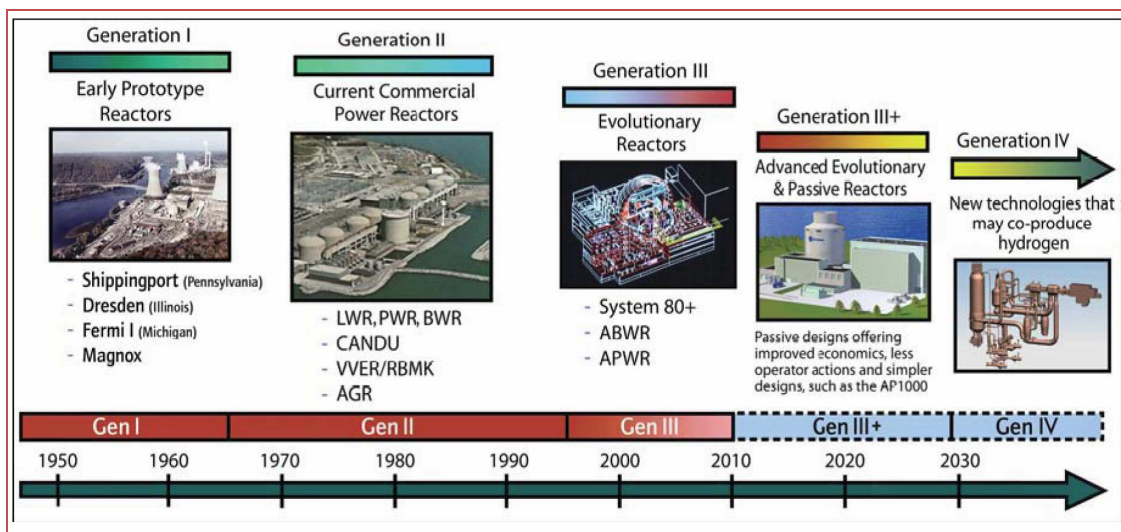 Generation I
Early Prototype
Reactors
- Shippingport (Pennsylvania)
- Dresden (Illinois)
- Fermi I (Michigan)
- Magnox
Generation II
Current Commercial
Power Reactors
- LWR, PWR, BWR
- CANDU
- VVER/RBMK
- AGR
Generation III
Evolutionary
Reactors
- System 80+
- ABWR
- APWR
Generation III+
Advanced Evolutionary
& Passive Reactors
Passive designs offering
improved economics, less
operator actions and simpler
designs, such as the AP1000
Generation IV
New technologies that
may co-produce
hydrogen
Gen I Gen II Gen III Gen III+ Gen IV
1950 1960 1970 1980 1990 2000 2010 2020 2030